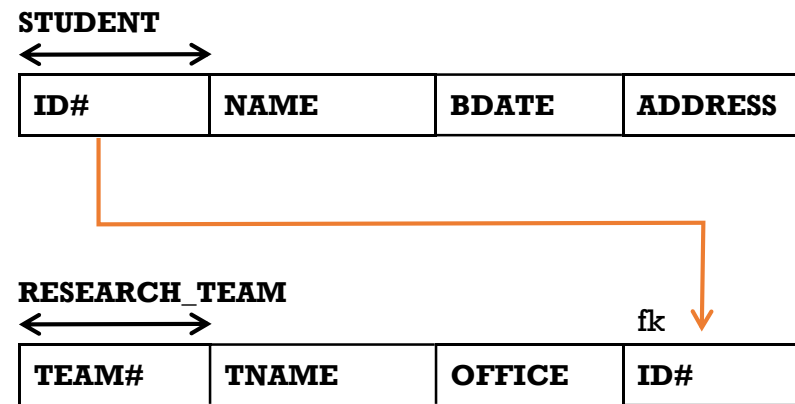 STUDENT
ID# NAME BDATE ADDRESS
RESEARCH_TEAM
fk
TEAM# TNAME OFFICE ID#